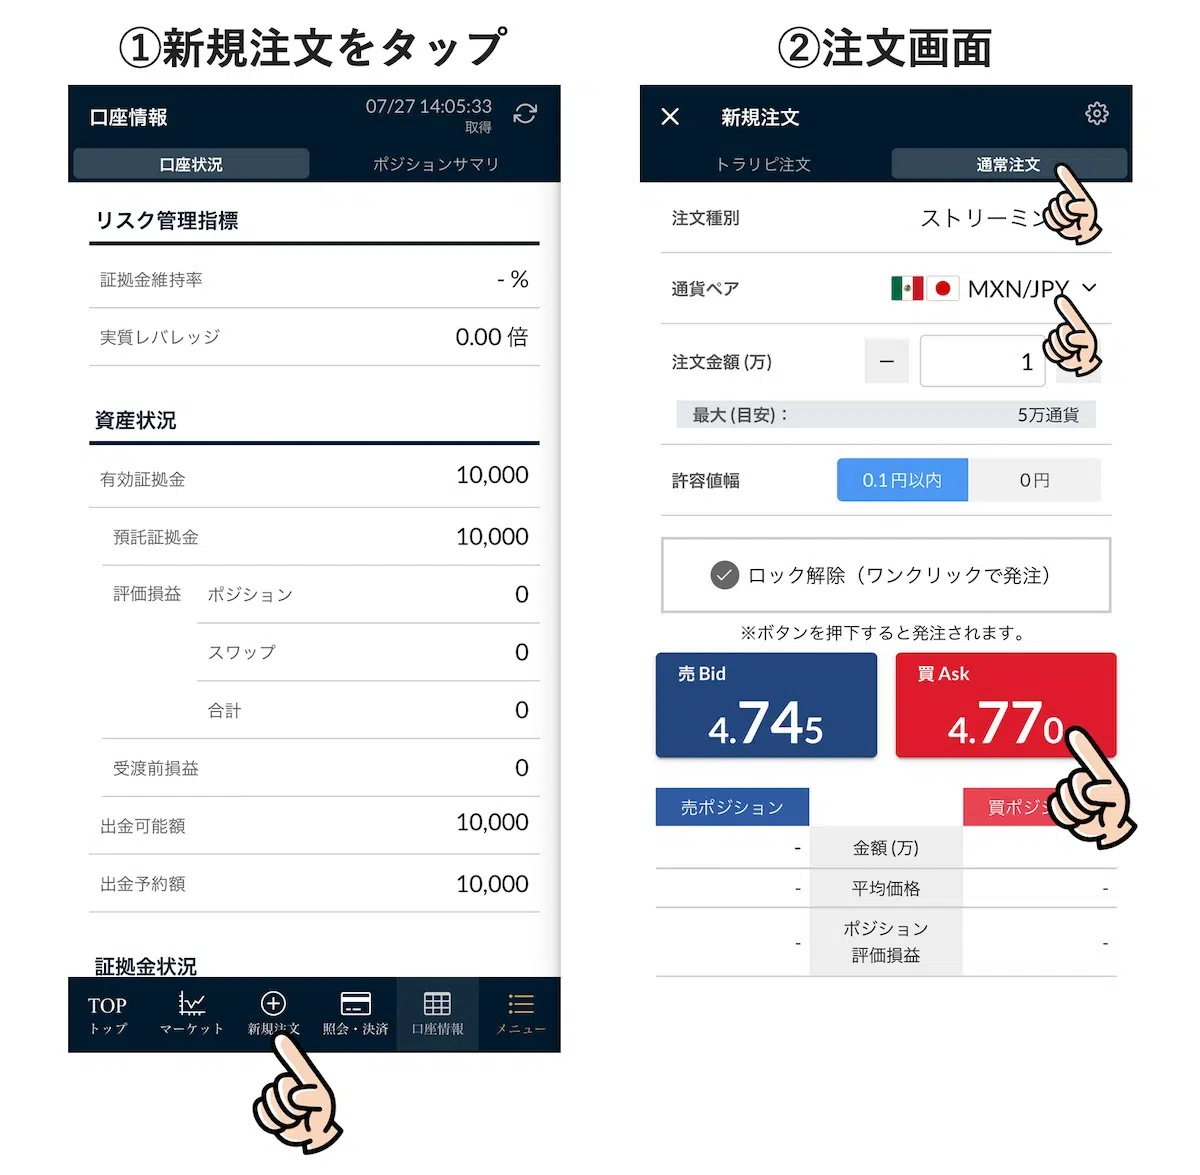 ①新規注文をタップ
口座情報
07/27 14:05:33
取得
口座状況
ポジションサマリ
リスク管理指標
証拠金維持率
- %
実質レバレッジ
0.00 倍
資産状況
有効証拠金
10,000
預託証拠金
10,000
評価損益
ポジション
0
スワップ
0
合計
0
受渡前損益
0
出金可能額
10,000
出金予約額
10,000
証拠金状況
TOP
トップ
マーケット
新規注文
照会・決済
口座情報
メニュー
②注文画面
新規注文
トラリピ注文
通常注文
注文種別
ストリーミン
通貨ペア
MXN/JPY
注文金額 (万)
−
1
最大 (目安)：
5万通貨
許容値幅
0.1 円以内
0 円
ロック解除（ワンクリックで発注）
※ボタンを押下すると発注されます。
売 Bid
4.745
買 Ask
4.770
売ポジション
買ポジ
-
金額 (万)
-
平均価格
-
-
ポジション
評価損益
-